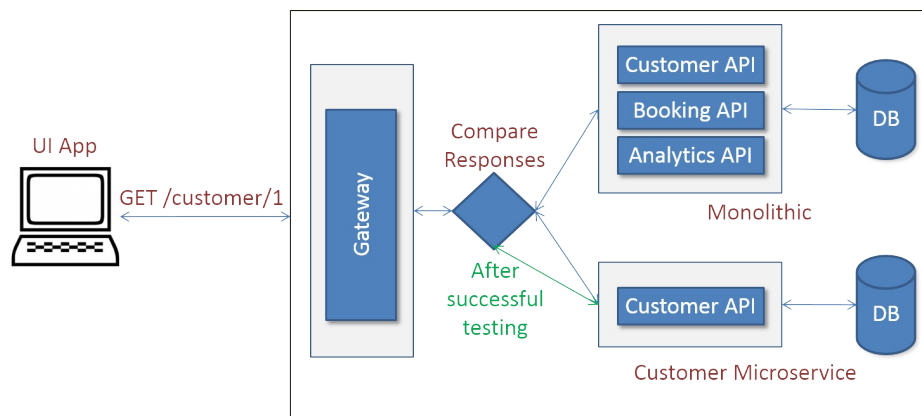 UI App
GET /customer/1
Gateway
Compare
Responses
After
successful
testing
Customer API
Booking API
Analytics API
Monolithic
DB
Customer API
Customer Microservice
DB